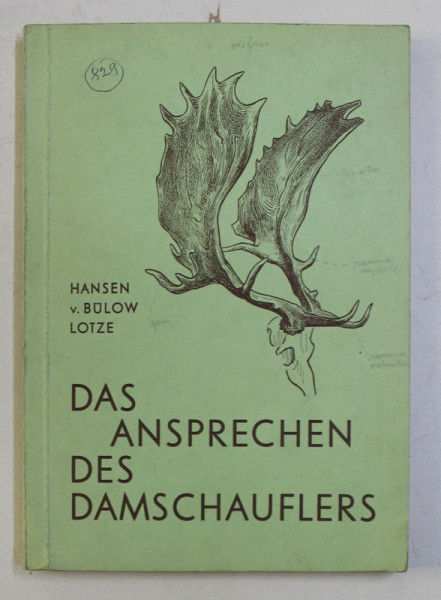 829
HANSEN
v. BÜLOW
LOTZE
DAS
ANSPRECHEN
DES
DAMSCHAUFLERS